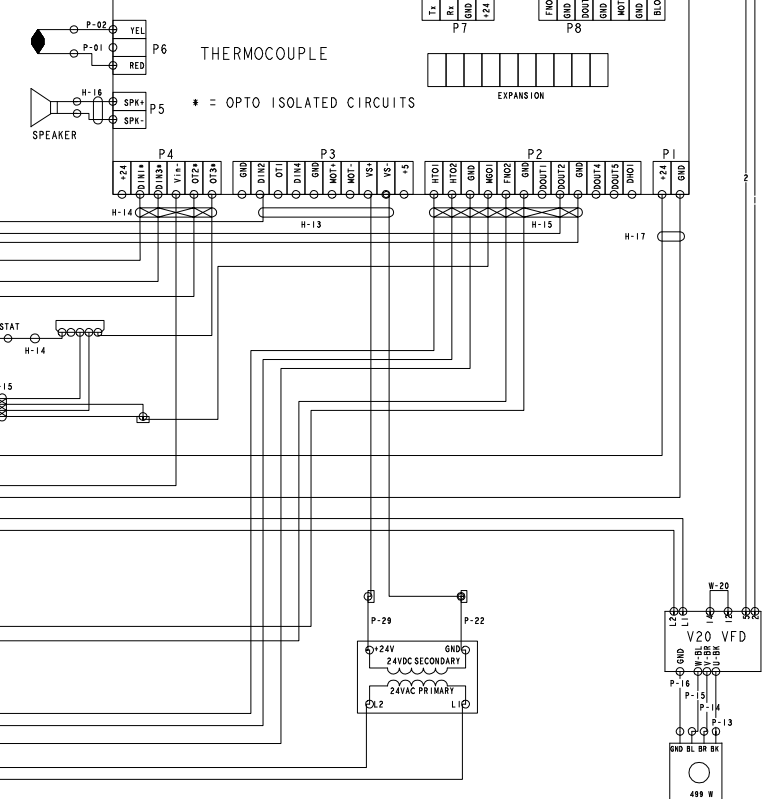 Tx Rx GND +24
FNO GND DOUT GND MOT GND BLO
P7
P8
P-02
YEL
P-01
P6
RED
THERMOCOUPLE
EXPANSION
H-16
SPK+
P5
* = OPTO ISOLATED CIRCUITS
SPK-
SPEAKER
P4
P3
P2
P1
+24 DIN1* DIN3* Vin- OT2* OT3*
GND DIN2 OT1 DIN4 GND MOT+ MOT- VS+ VS- +5
HTO1 HTO2 GND MGO1 FNO2 GND DOUT1 DOUT2 GND DOUT4 DOUT5 DHO1
+24 GND
2
H-14
H-13
H-15
H-17
STAT
H-14
-15
W-20
L2 L1 14 12 5 2
P-29
P-22
V20 VFD
+24V
GND
24VDC SECONDARY
GND W-BL V-BR U-BK
24VAC PRIMARY
P-16
P-15
L2
L1
P-14
P-13
GND BL BR BK
499 W